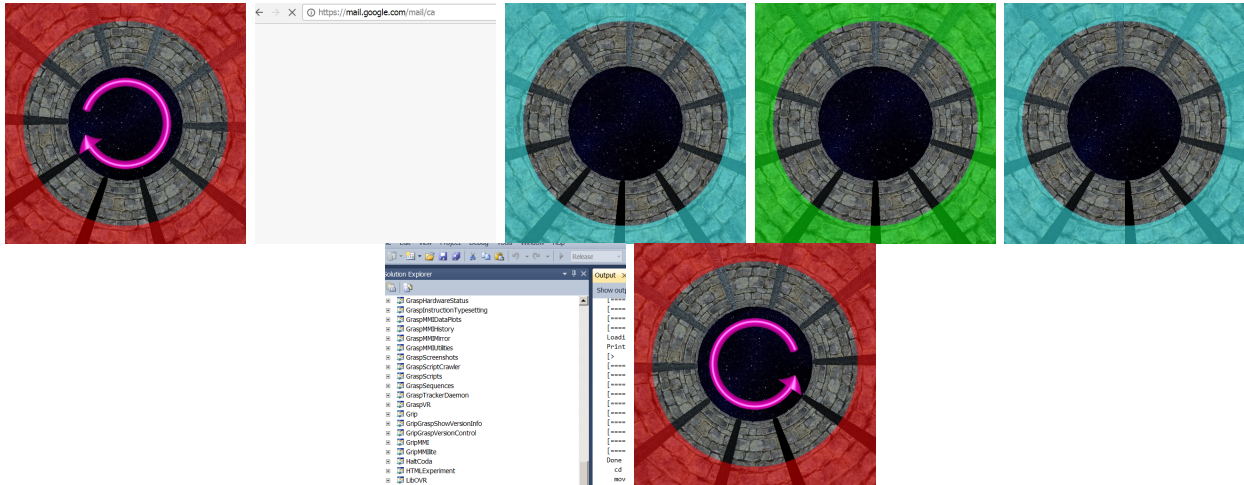 https://mail.google.com/mail/ca
Release
Solution Explorer
Output
Show outp
GraspHardwareStatus
GraspInstructionTypesetting
GraspMMIDataPlots
GraspMMIHistory
GraspMMIMirror
GraspMMIUtilities
GraspScreenshots
GraspScriptCrawler
GraspScripts
GraspSequences
GraspTrackerDaemon
GraspVR
Grip
GripGraspShowVersionInfo
GripGraspVersionControl
GripMMI
GripMMIlite
HaltCoda
HTMLExperiment
LibOVR
[====
[====
[====
[====
Loadi
Print
[>
[====
[====
[====
[====
[====
[====
[====
[====
[====
[====
Done
cd
mov